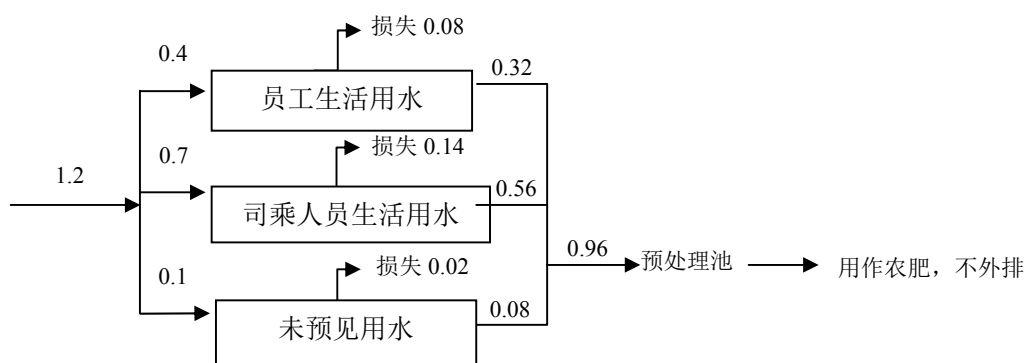 损失 0.08
0.4
0.32
员工生活用水
损失 0.14
0.7
1.2
0.56
司乘人员生活用水
损失 0.02
0.96
预处理池
用作农肥，不外排
0.1
0.08
未预见用水